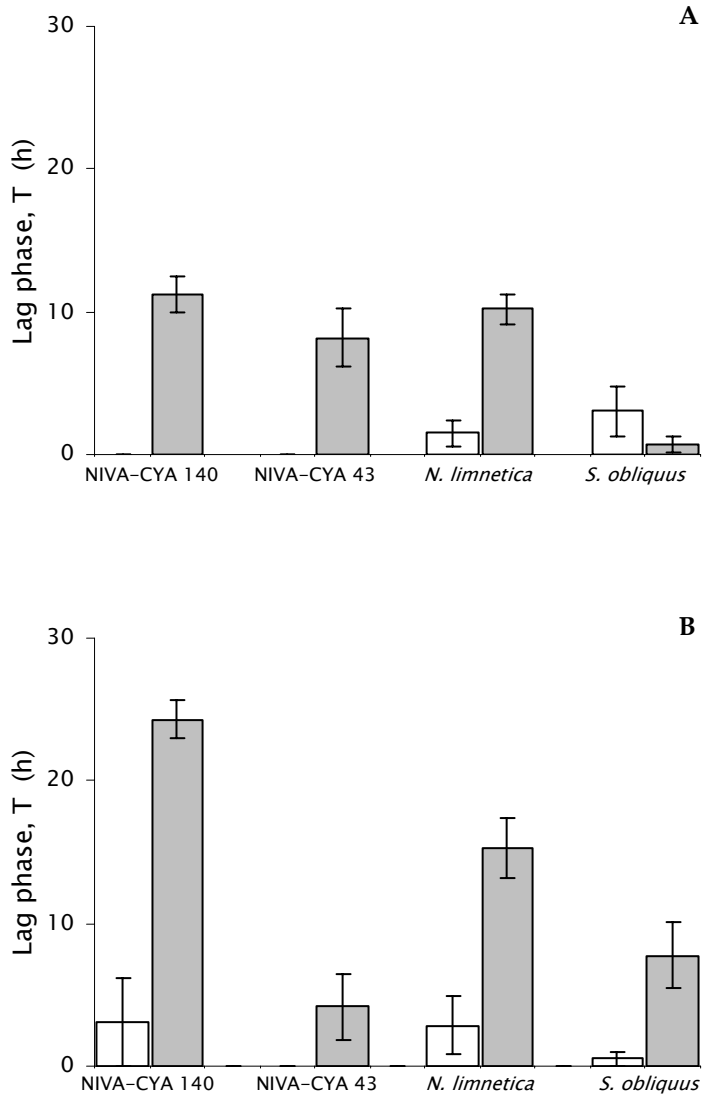 A
30
20
10
0
Lag phase, T (h)
NIVA-CYA 140 NIVA-CYA 43 N. limnetica S. obliquus
B
30
20
10
0
Lag phase, T (h)
NIVA-CYA 140 NIVA-CYA 43 N. limnetica S. obliquus